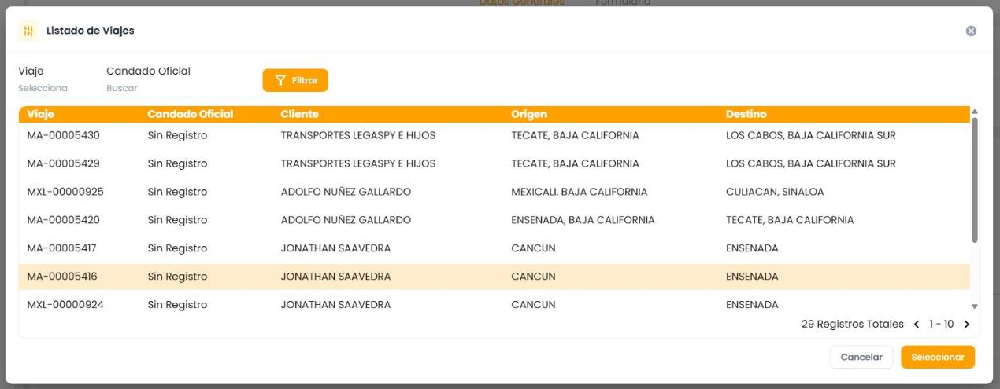 Datos Generales Formulario
Listado de Viajes
Viaje Candado Oficial
Selecciona Buscar Filtrar
Viaje Candado Oficial Cliente Origen Destino
MA-00005430 Sin Registro TRANSPORTES LEGASPY E HIJOS TECATE, BAJA CALIFORNIA LOS CABOS, BAJA CALIFORNIA SUR
MA-00005429 Sin Registro TRANSPORTES LEGASPY E HIJOS TECATE, BAJA CALIFORNIA LOS CABOS, BAJA CALIFORNIA SUR
MXL-00000925 Sin Registro ADOLFO NUÑEZ GALLARDO MEXICALI, BAJA CALIFORNIA CULIACAN, SINALOA
MA-00005420 Sin Registro ADOLFO NUÑEZ GALLARDO ENSENADA, BAJA CALIFORNIA TECATE, BAJA CALIFORNIA
MA-00005417 Sin Registro JONATHAN SAAVEDRA CANCUN ENSENADA
MA-00005416 Sin Registro JONATHAN SAAVEDRA CANCUN ENSENADA
MXL-00000924 Sin Registro JONATHAN SAAVEDRA CANCUN ENSENADA
29 Registros Totales 1 - 10
Cancelar Seleccionar